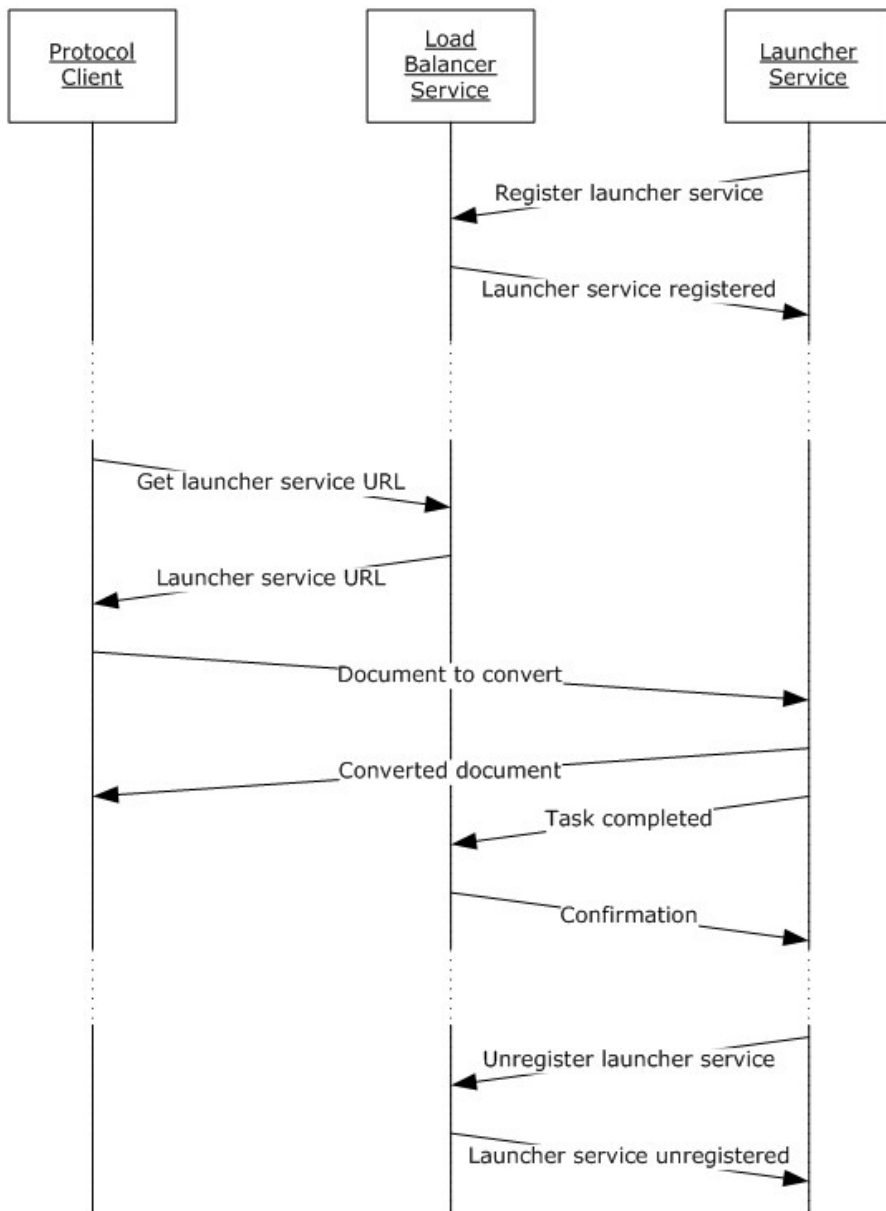 Protocol
Client
Load
Balancer
Service
Launcher
Service
Register launcher service
Launcher service registered
Get launcher service URL
Launcher service URL
Document to convert
Converted document
Task completed
Confirmation
Unregister launcher service
Launcher service unregistered